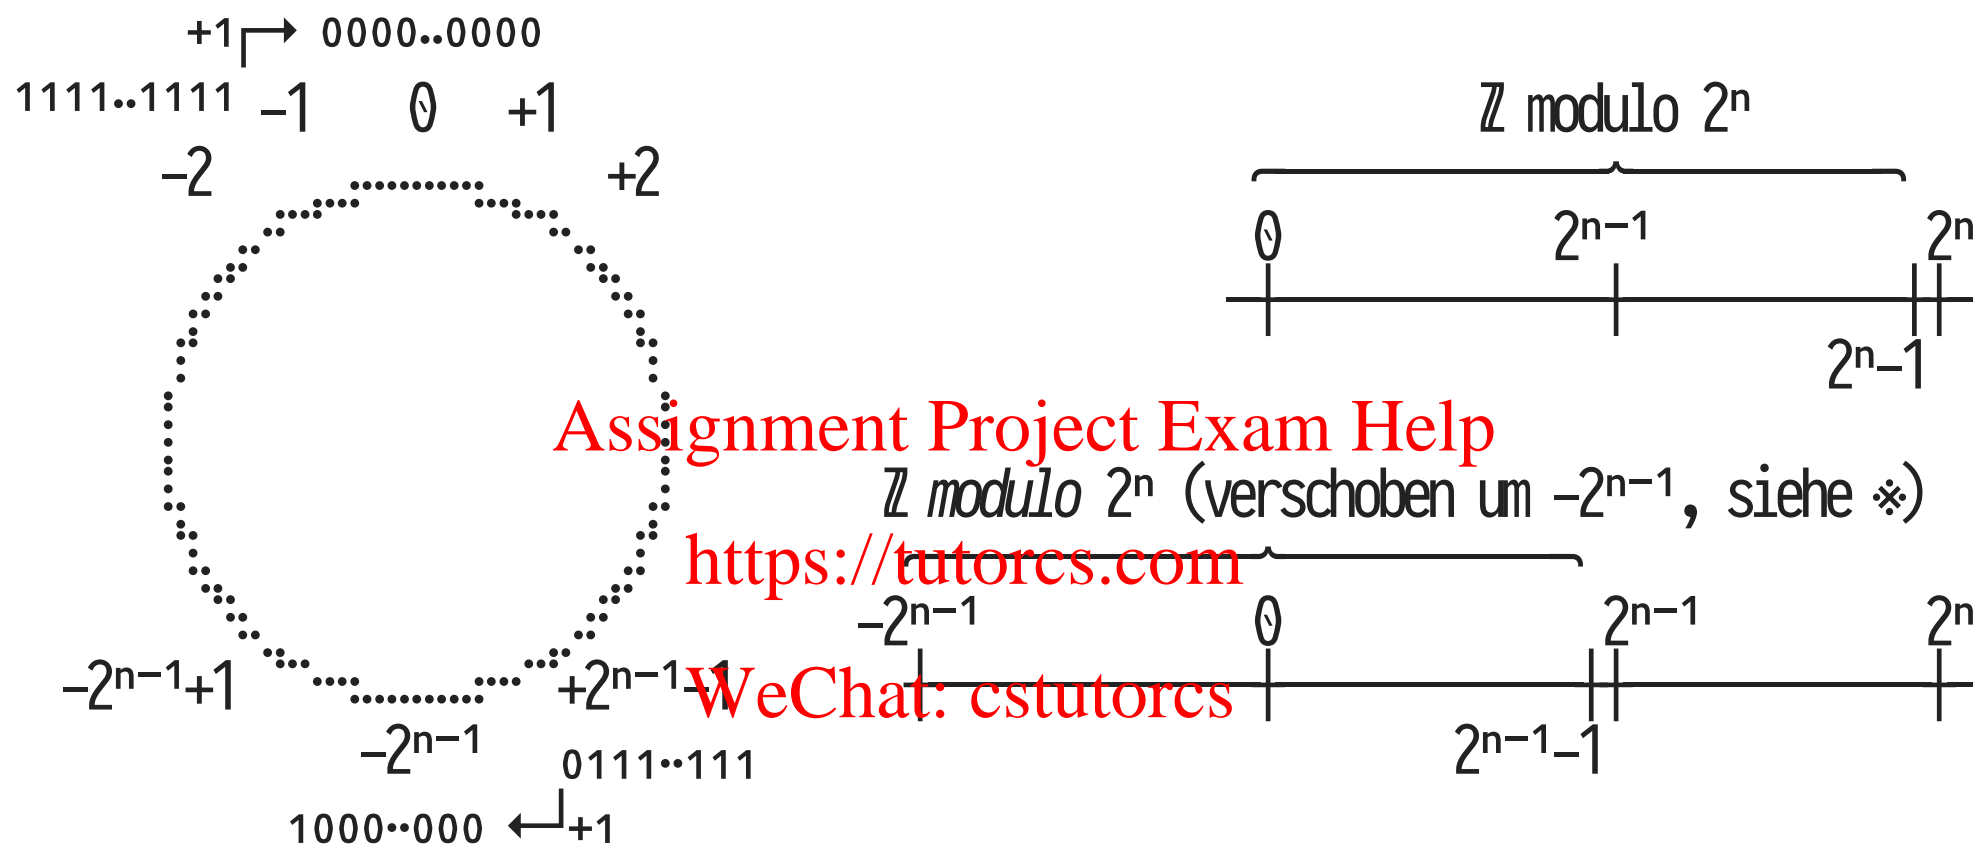 +1 0000..0000
1111..1111 −1 0 +1
−2 +2
ℤ modulo 2ⁿ
0 2ⁿ⁻¹ 2ⁿ
2ⁿ−1
Assignment Project Exam Help
ℤ modulo 2ⁿ (verschoben um −2ⁿ⁻¹, siehe ※)
https://tutorcs.com
−2ⁿ⁻¹ 0 2ⁿ⁻¹ 2ⁿ
WeChat: cstutorcs
−2ⁿ⁻¹+1 +2ⁿ⁻¹−1
2ⁿ⁻¹−1
−2ⁿ⁻¹
0111··111
1000··000 +1